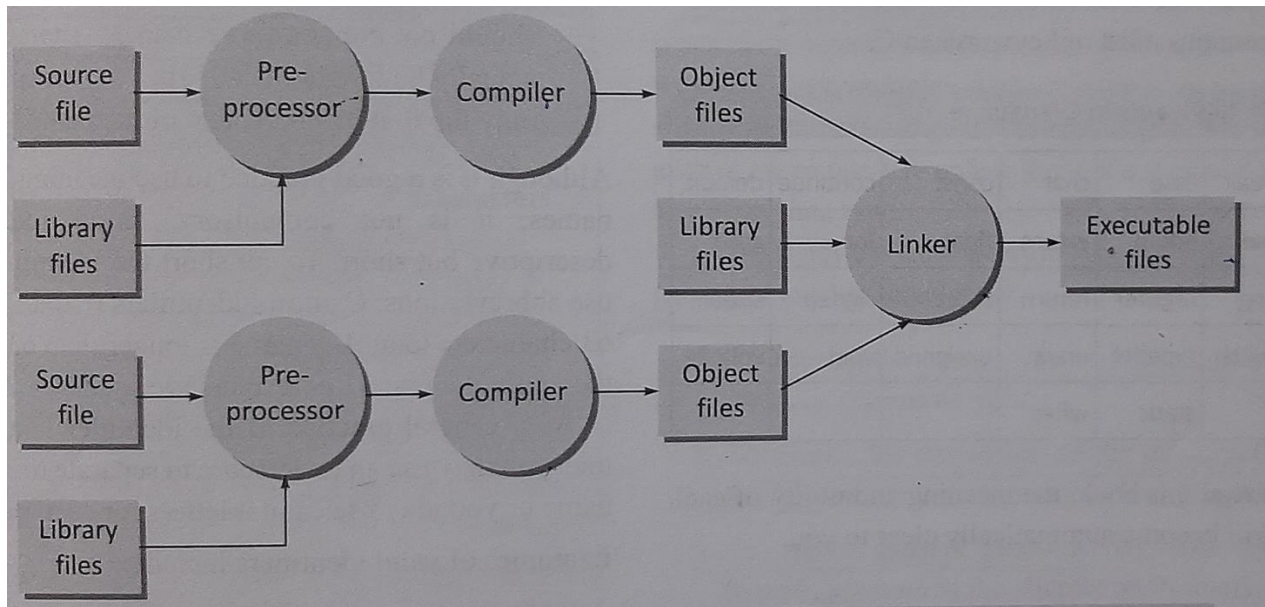 Source
file
Pre-
processor
Compiler
Object
files
Library
files
Library
files
Linker
Executable
files
Source
file
Pre-
processor
Compiler
Object
files
Library
files